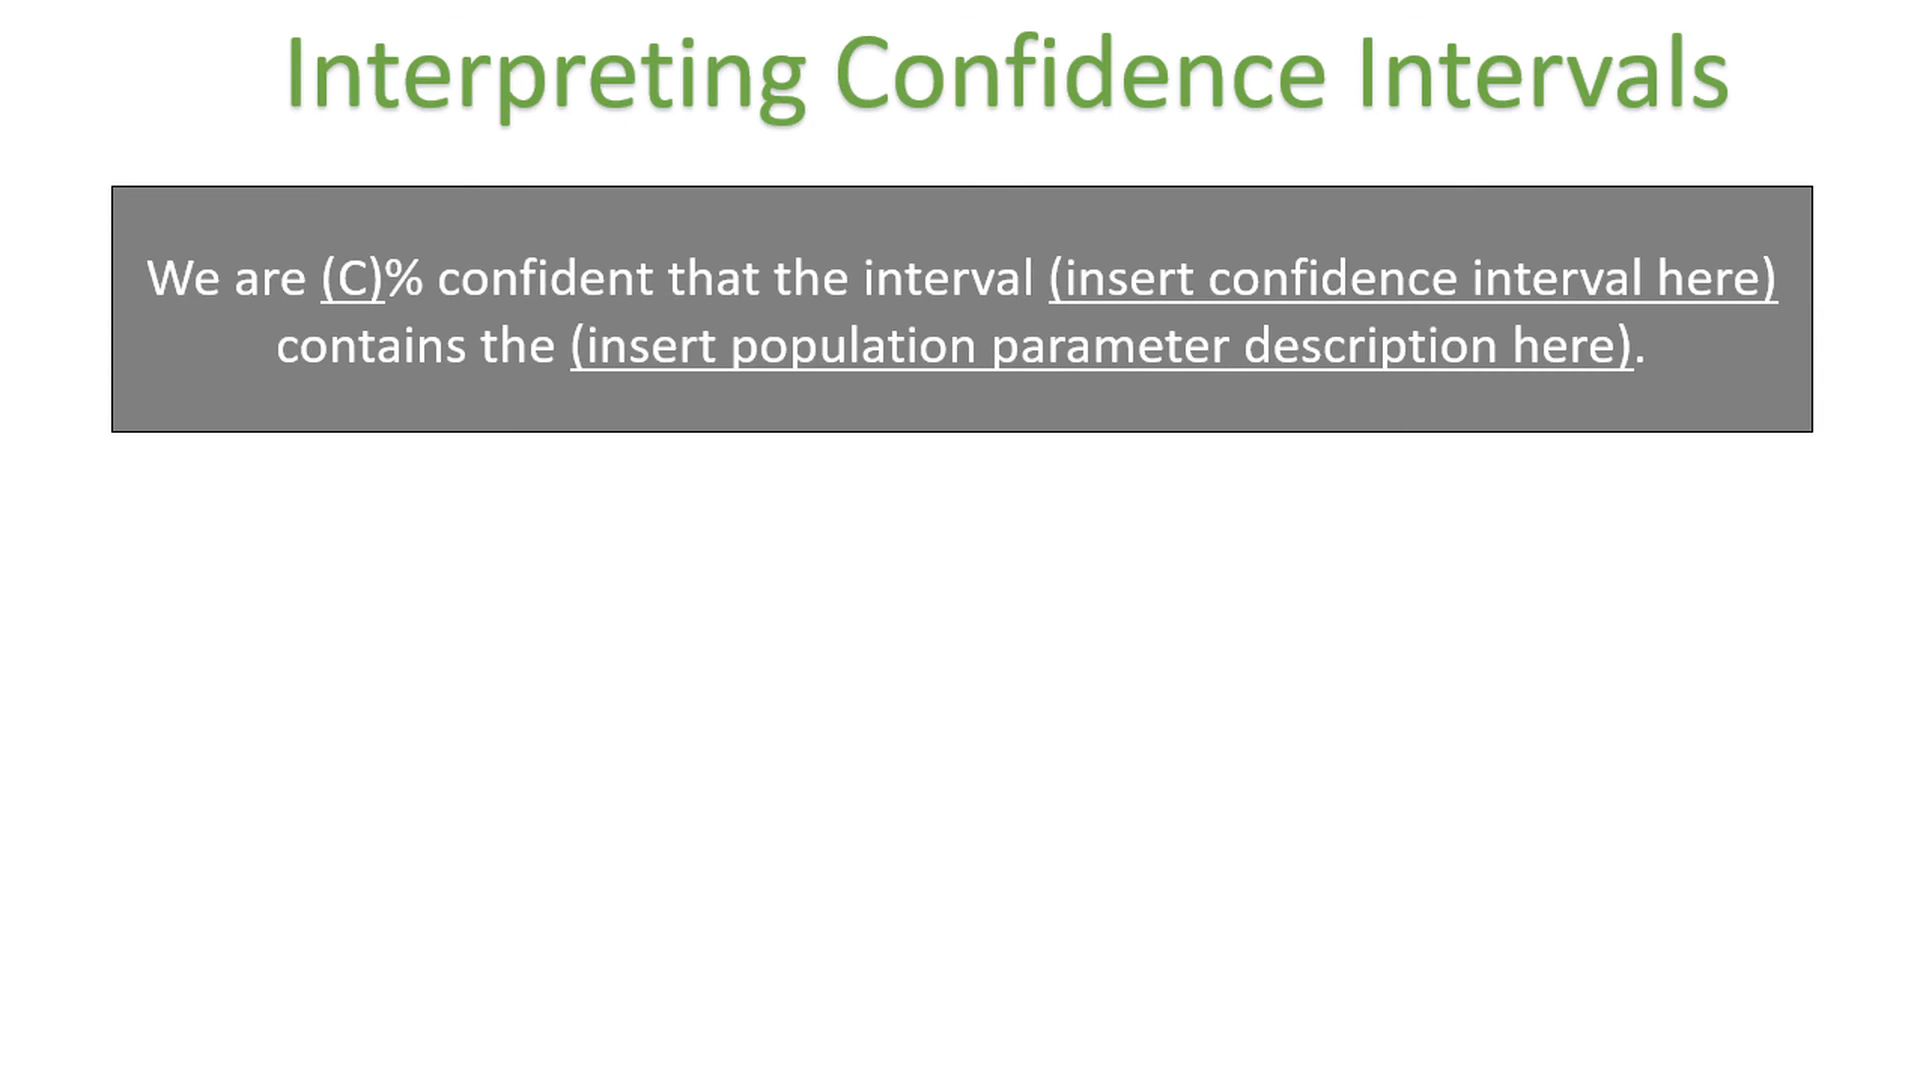 Interpreting Confidence Intervals
We are (C)% confident that the interval (insert confidence interval here)
contains the (insert population parameter description here).